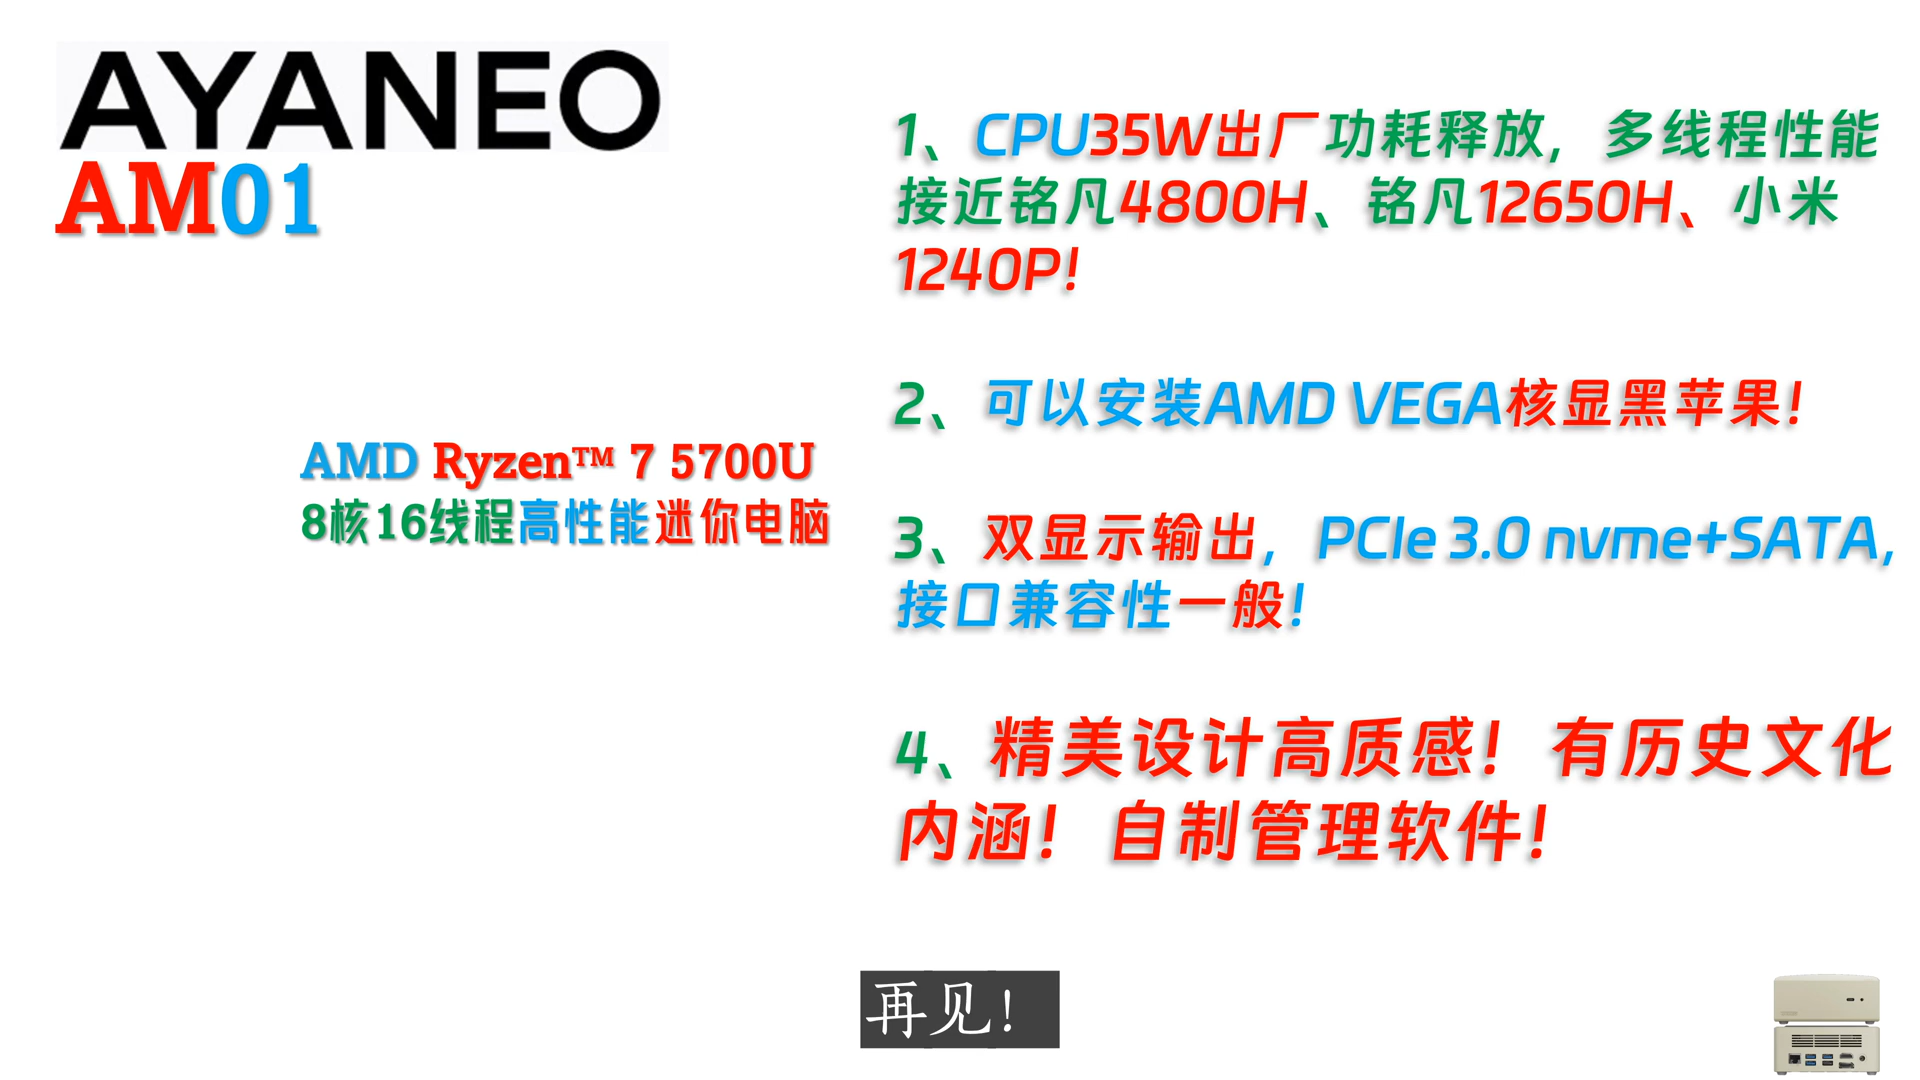 AYANEO
AM01
AMD Ryzen™ 7 5700U
8核16线程高性能迷你电脑
1、CPU35W出厂功耗释放，多线程性能
接近铭凡4800H、铭凡12650H、小米
1240P！
2、可以安装AMD VEGA核显黑苹果！
3、双显示输出，PCIe 3.0 nvme+SATA，
接口兼容性一般！
4、精美设计高质感！有历史文化
内涵！自制管理软件！
再见！